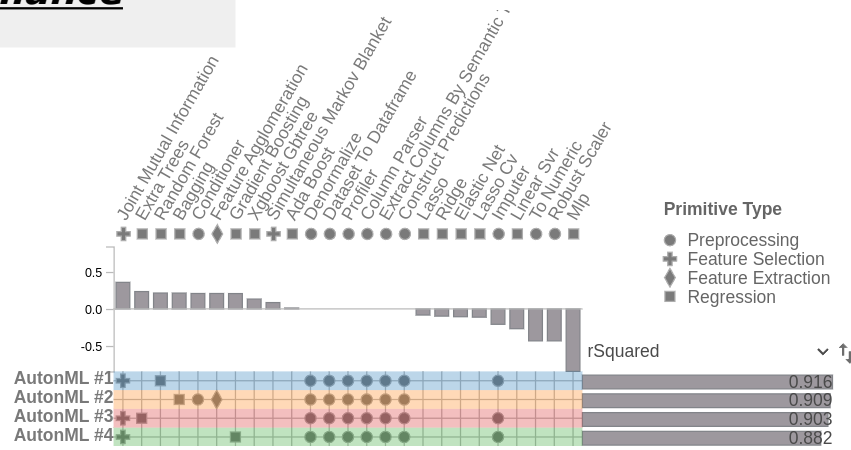 Joint Mutual Information
Extra Trees
Random Forest
Bagging
Conditioner
Feature Agglomeration
Gradient Boosting
Xgboost Gbtree
Simultaneous Markov Blanket
Ada Boost
Denormalize
Dataset To Dataframe
Profiler
Column Parser
Extract Columns By Semantic
Construct Predictions
Lasso
Ridge
Elastic Net
Lasso Cv
Imputer
Linear Svr
To Numeric
Robust Scaler
Mlp
Primitive Type
Preprocessing
Feature Selection
Feature Extraction
Regression
0.5
0.0
-0.5
rSquared
AutonML #1 0.916
AutonML #2 0.909
AutonML #3 0.903
AutonML #4 0.882